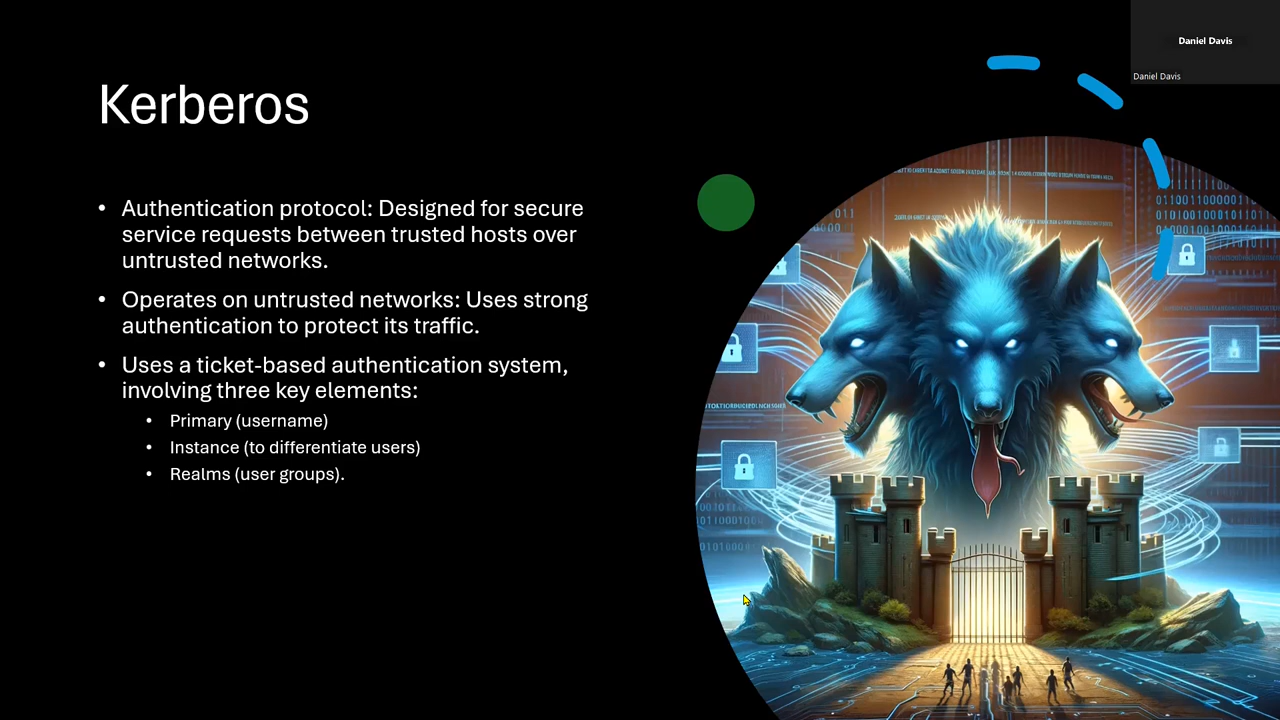 Daniel Davis
Daniel Davis
Kerberos
• Authentication protocol: Designed for secure
service requests between trusted hosts over
untrusted networks.
• Operates on untrusted networks: Uses strong
authentication to protect its traffic.
• Uses a ticket-based authentication system,
involving three key elements:
• Primary (username)
• Instance (to differentiate users)
• Realms (user groups).